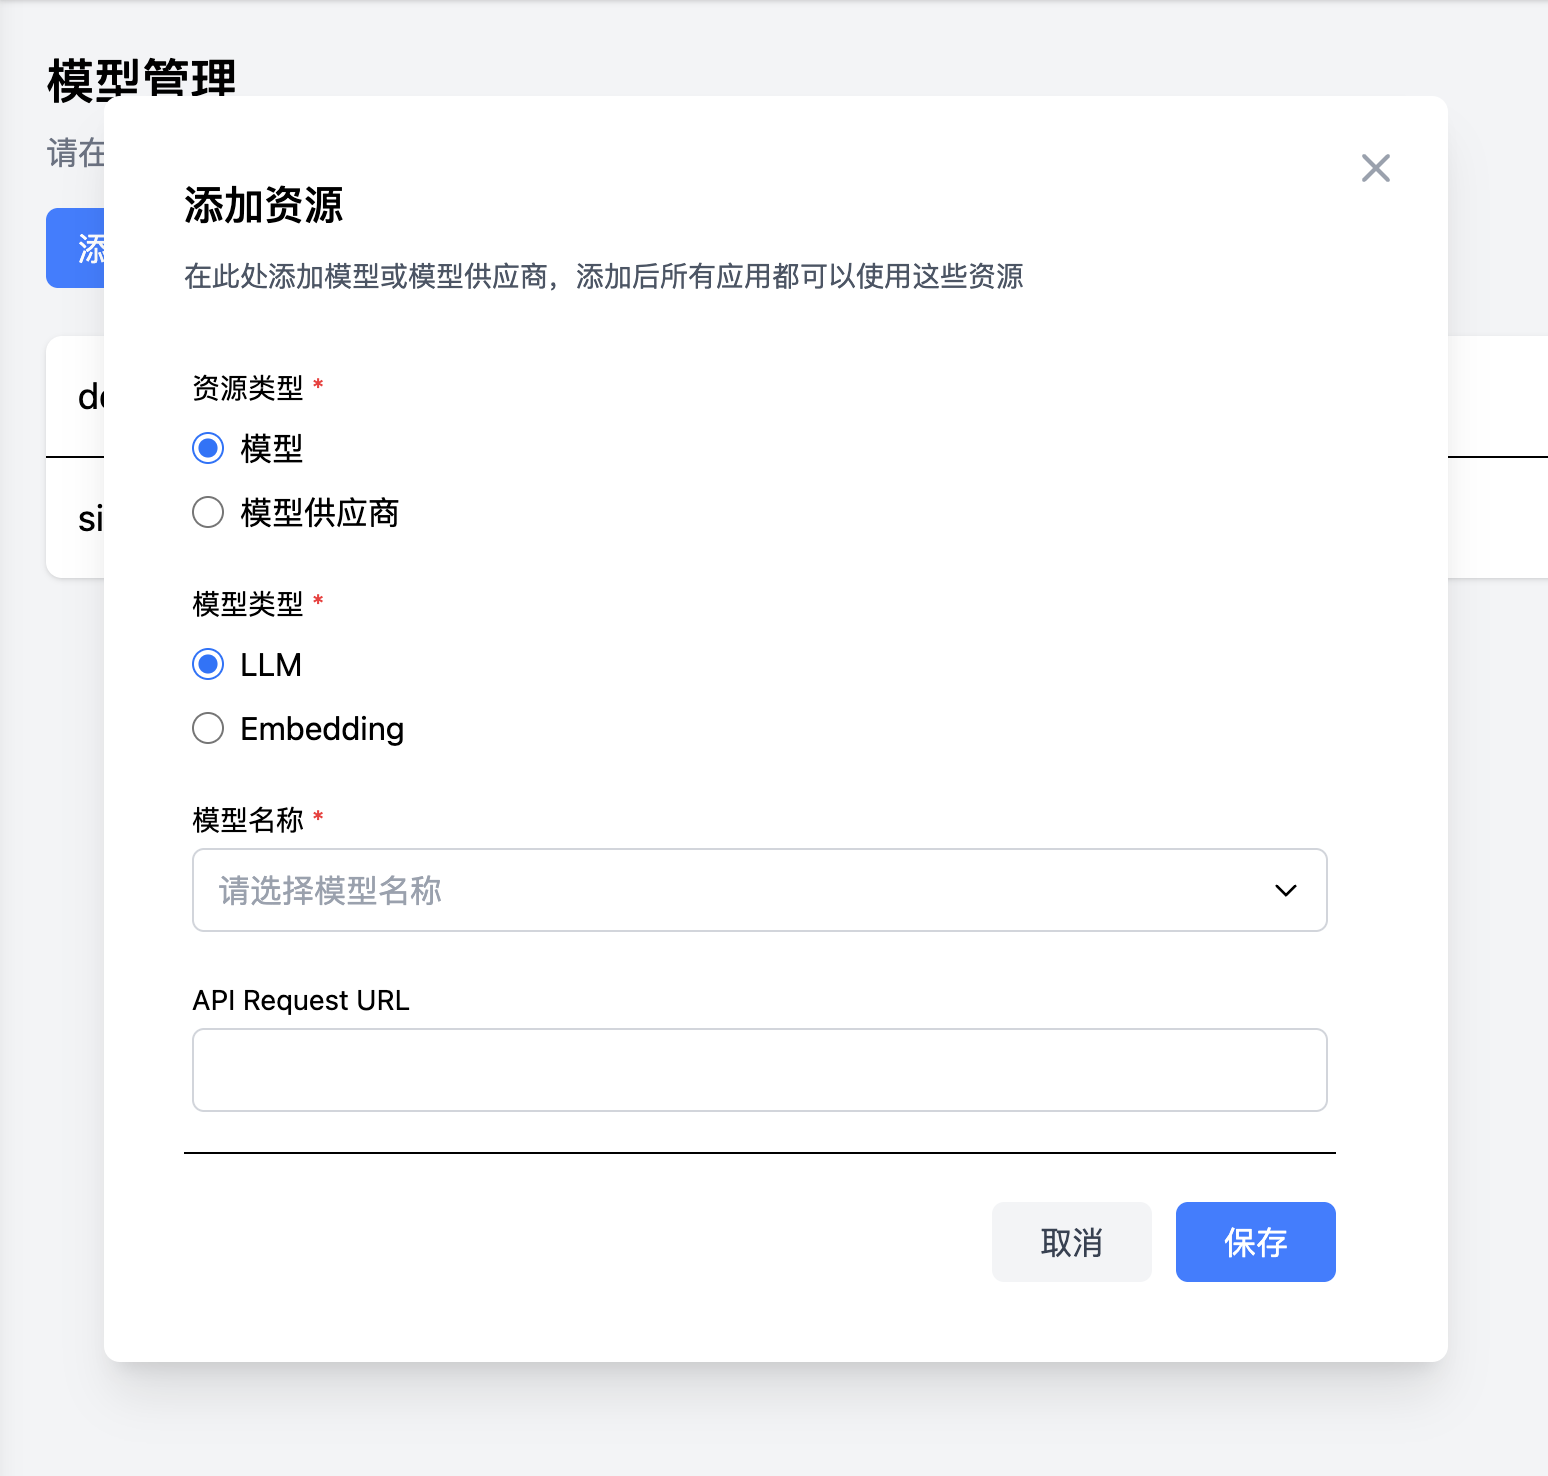 模型管理
请在
添
添加资源
在此处添加模型或模型供应商，添加后所有应用都可以使用这些资源
de
资源类型 *
模型
si
模型供应商
模型类型 *
LLM
Embedding
模型名称 *
请选择模型名称
API Request URL
取消
保存